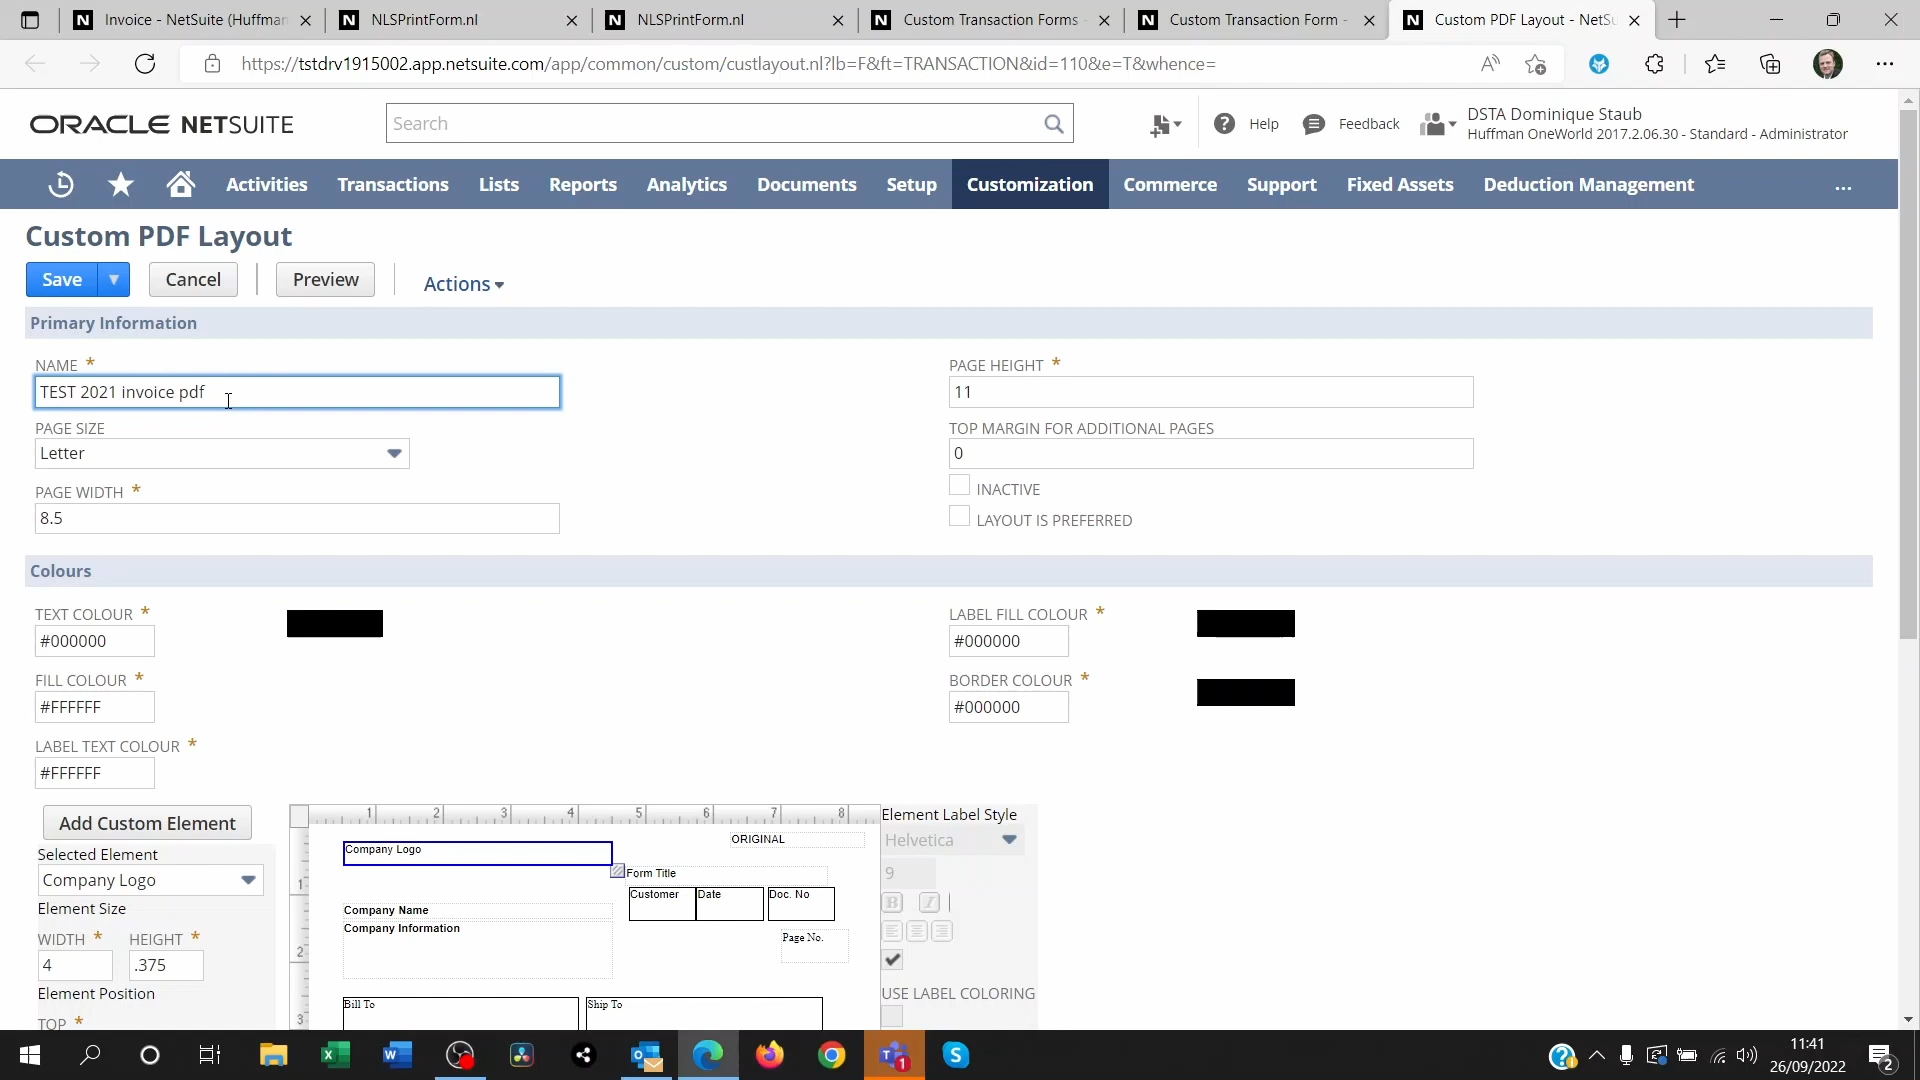 Invoice - NetSuite (Huffman
NLSPrintForm.nl
NLSPrintForm.nl
Custom Transaction Forms -
Custom Transaction Form -
Custom PDF Layout - NetSu
https://tstdrv1915002.app.netsuite.com/app/common/custom/custlayout.nl?lb=F&ft=TRANSACTION&id=110&e=T&whence=
ORACLE NETSUITE
Search
Help
Feedback
DSTA Dominique Staub
Huffman OneWorld 2017.2.06.30 - Standard - Administrator
Activities
Transactions
Lists
Reports
Analytics
Documents
Setup
Customization
Commerce
Support
Fixed Assets
Deduction Management
...
Custom PDF Layout
Save
Cancel
Preview
Actions
Primary Information
NAME *
TEST 2021 invoice pdf
PAGE SIZE
Letter
PAGE WIDTH *
8.5
PAGE HEIGHT *
11
TOP MARGIN FOR ADDITIONAL PAGES
0
INACTIVE
LAYOUT IS PREFERRED
Colours
TEXT COLOUR *
#000000
FILL COLOUR *
#FFFFFF
LABEL TEXT COLOUR *
#FFFFFF
LABEL FILL COLOUR *
#000000
BORDER COLOUR *
#000000
Add Custom Element
Selected Element
Company Logo
Element Size
WIDTH * HEIGHT *
4 .375
Element Position
TOP *
1 2 3 4 5 6 7 8
1
2
3
ORIGINAL
Company Logo
Form Title
Customer Date Doc. No
Company Name
Company Information
Page No.
Bill To
Ship To
Element Label Style
Helvetica
9
B I
USE LABEL COLORING
11:41
26/09/2022
1
2